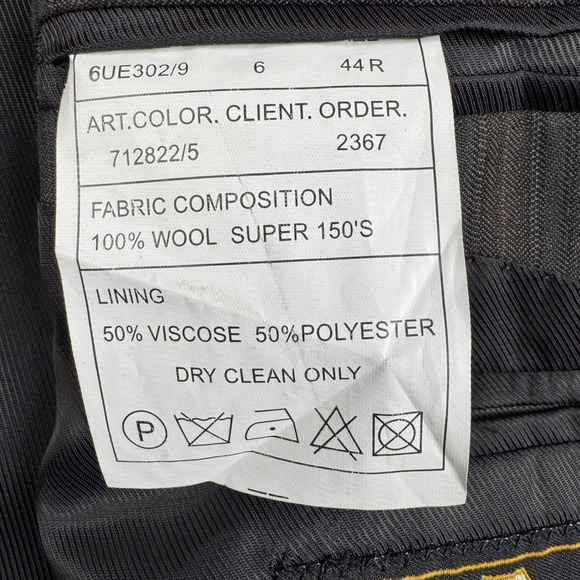 6UE302/9 6 44 R
ART.COLOR. CLIENT. ORDER.
712822/5 2367
FABRIC COMPOSITION
100% WOOL SUPER 150'S
LINING
50% VISCOSE 50%POLYESTER
DRY CLEAN ONLY
P